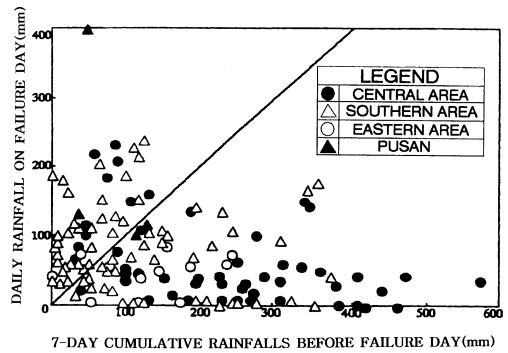 DAILY RAINFALL ON FAILURE DAY(mm)
400
300
200
100
0
LEGEND
CENTRAL AREA
SOUTHERN AREA
EASTERN AREA
PUSAN
0 100 200 300 400 500 600
7-DAY CUMULATIVE RAINFALLS BEFORE FAILURE DAY(mm)